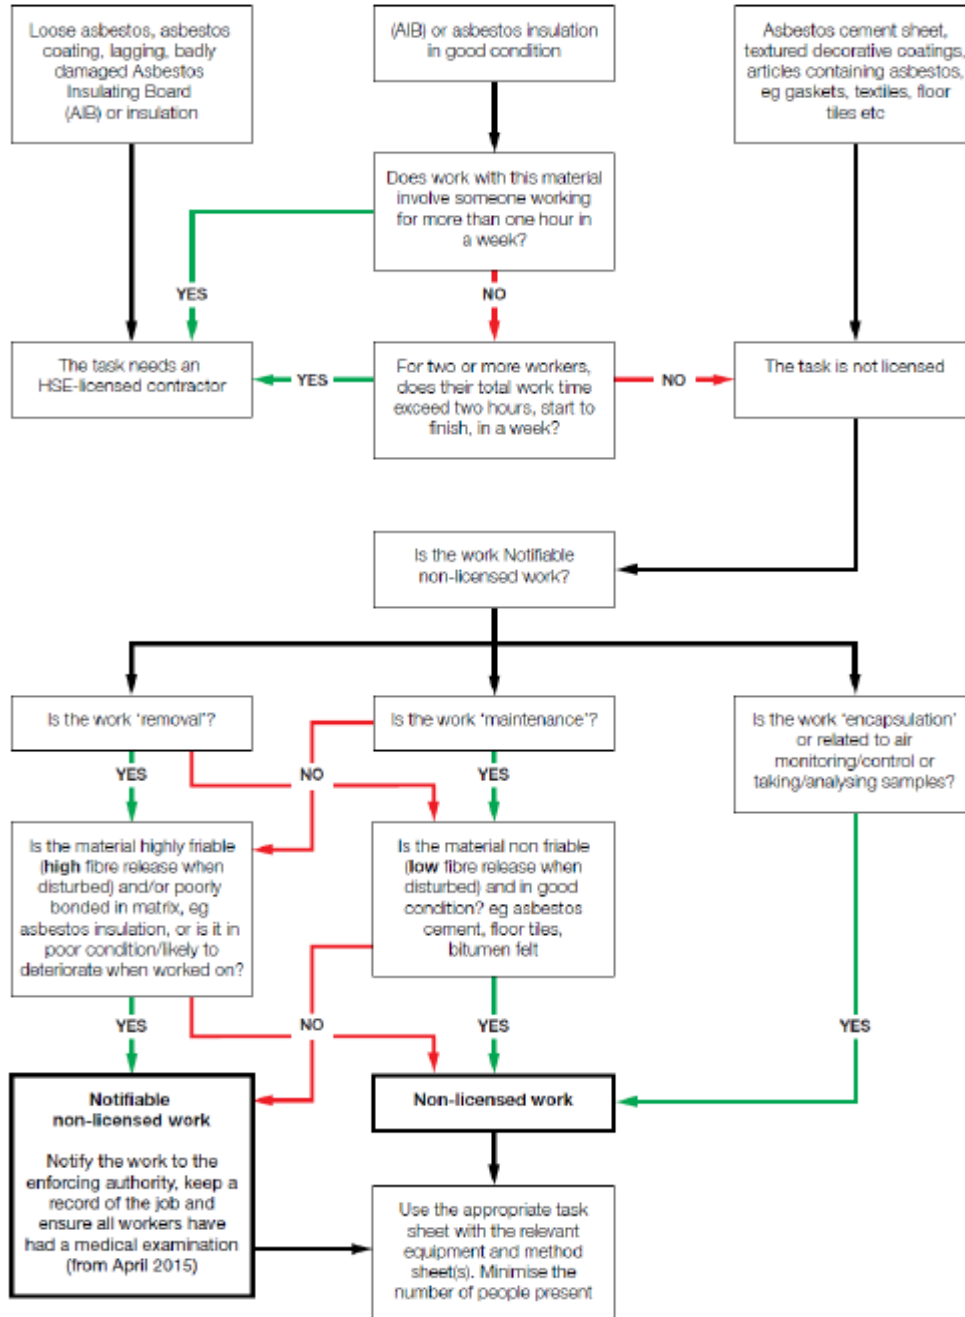 Loose asbestos, asbestos
coating, lagging, badly
damaged Asbestos
Insulating Board
(AIB) or insulation
(AIB) or asbestos insulation
in good condition
Asbestos cement sheet,
textured decorative coatings,
articles containing asbestos,
eg gaskets, textiles, floor
tiles etc
Does work with this material
involve someone working
for more than one hour in
a week?
YES
NO
The task needs an
HSE-licensed contractor
YES
For two or more workers,
does their total work time
exceed two hours, start to
finish, in a week?
NO
The task is not licensed
Is the work Notifiable
non-licensed work?
Is the work ‘removal’?
Is the work ‘maintenance’?
Is the work ‘encapsulation’
or related to air
monitoring/control or
taking/analysing samples?
YES
NO
YES
Is the material highly friable
(high fibre release when
disturbed) and/or poorly
bonded in matrix, eg
asbestos insulation, or is it in
poor condition/likely to
deteriorate when worked on?
Is the material non friable
(low fibre release when
disturbed) and in good
condition? eg asbestos
cement, floor tiles,
bitumen felt
YES
NO
YES
YES
Notifiable
non-licensed work
Notify the work to the
enforcing authority, keep a
record of the job and
ensure all workers have
had a medical examination
(from April 2015)
Non-licensed work
Use the appropriate task
sheet with the relevant
equipment and method
sheet(s). Minimise the
number of people present